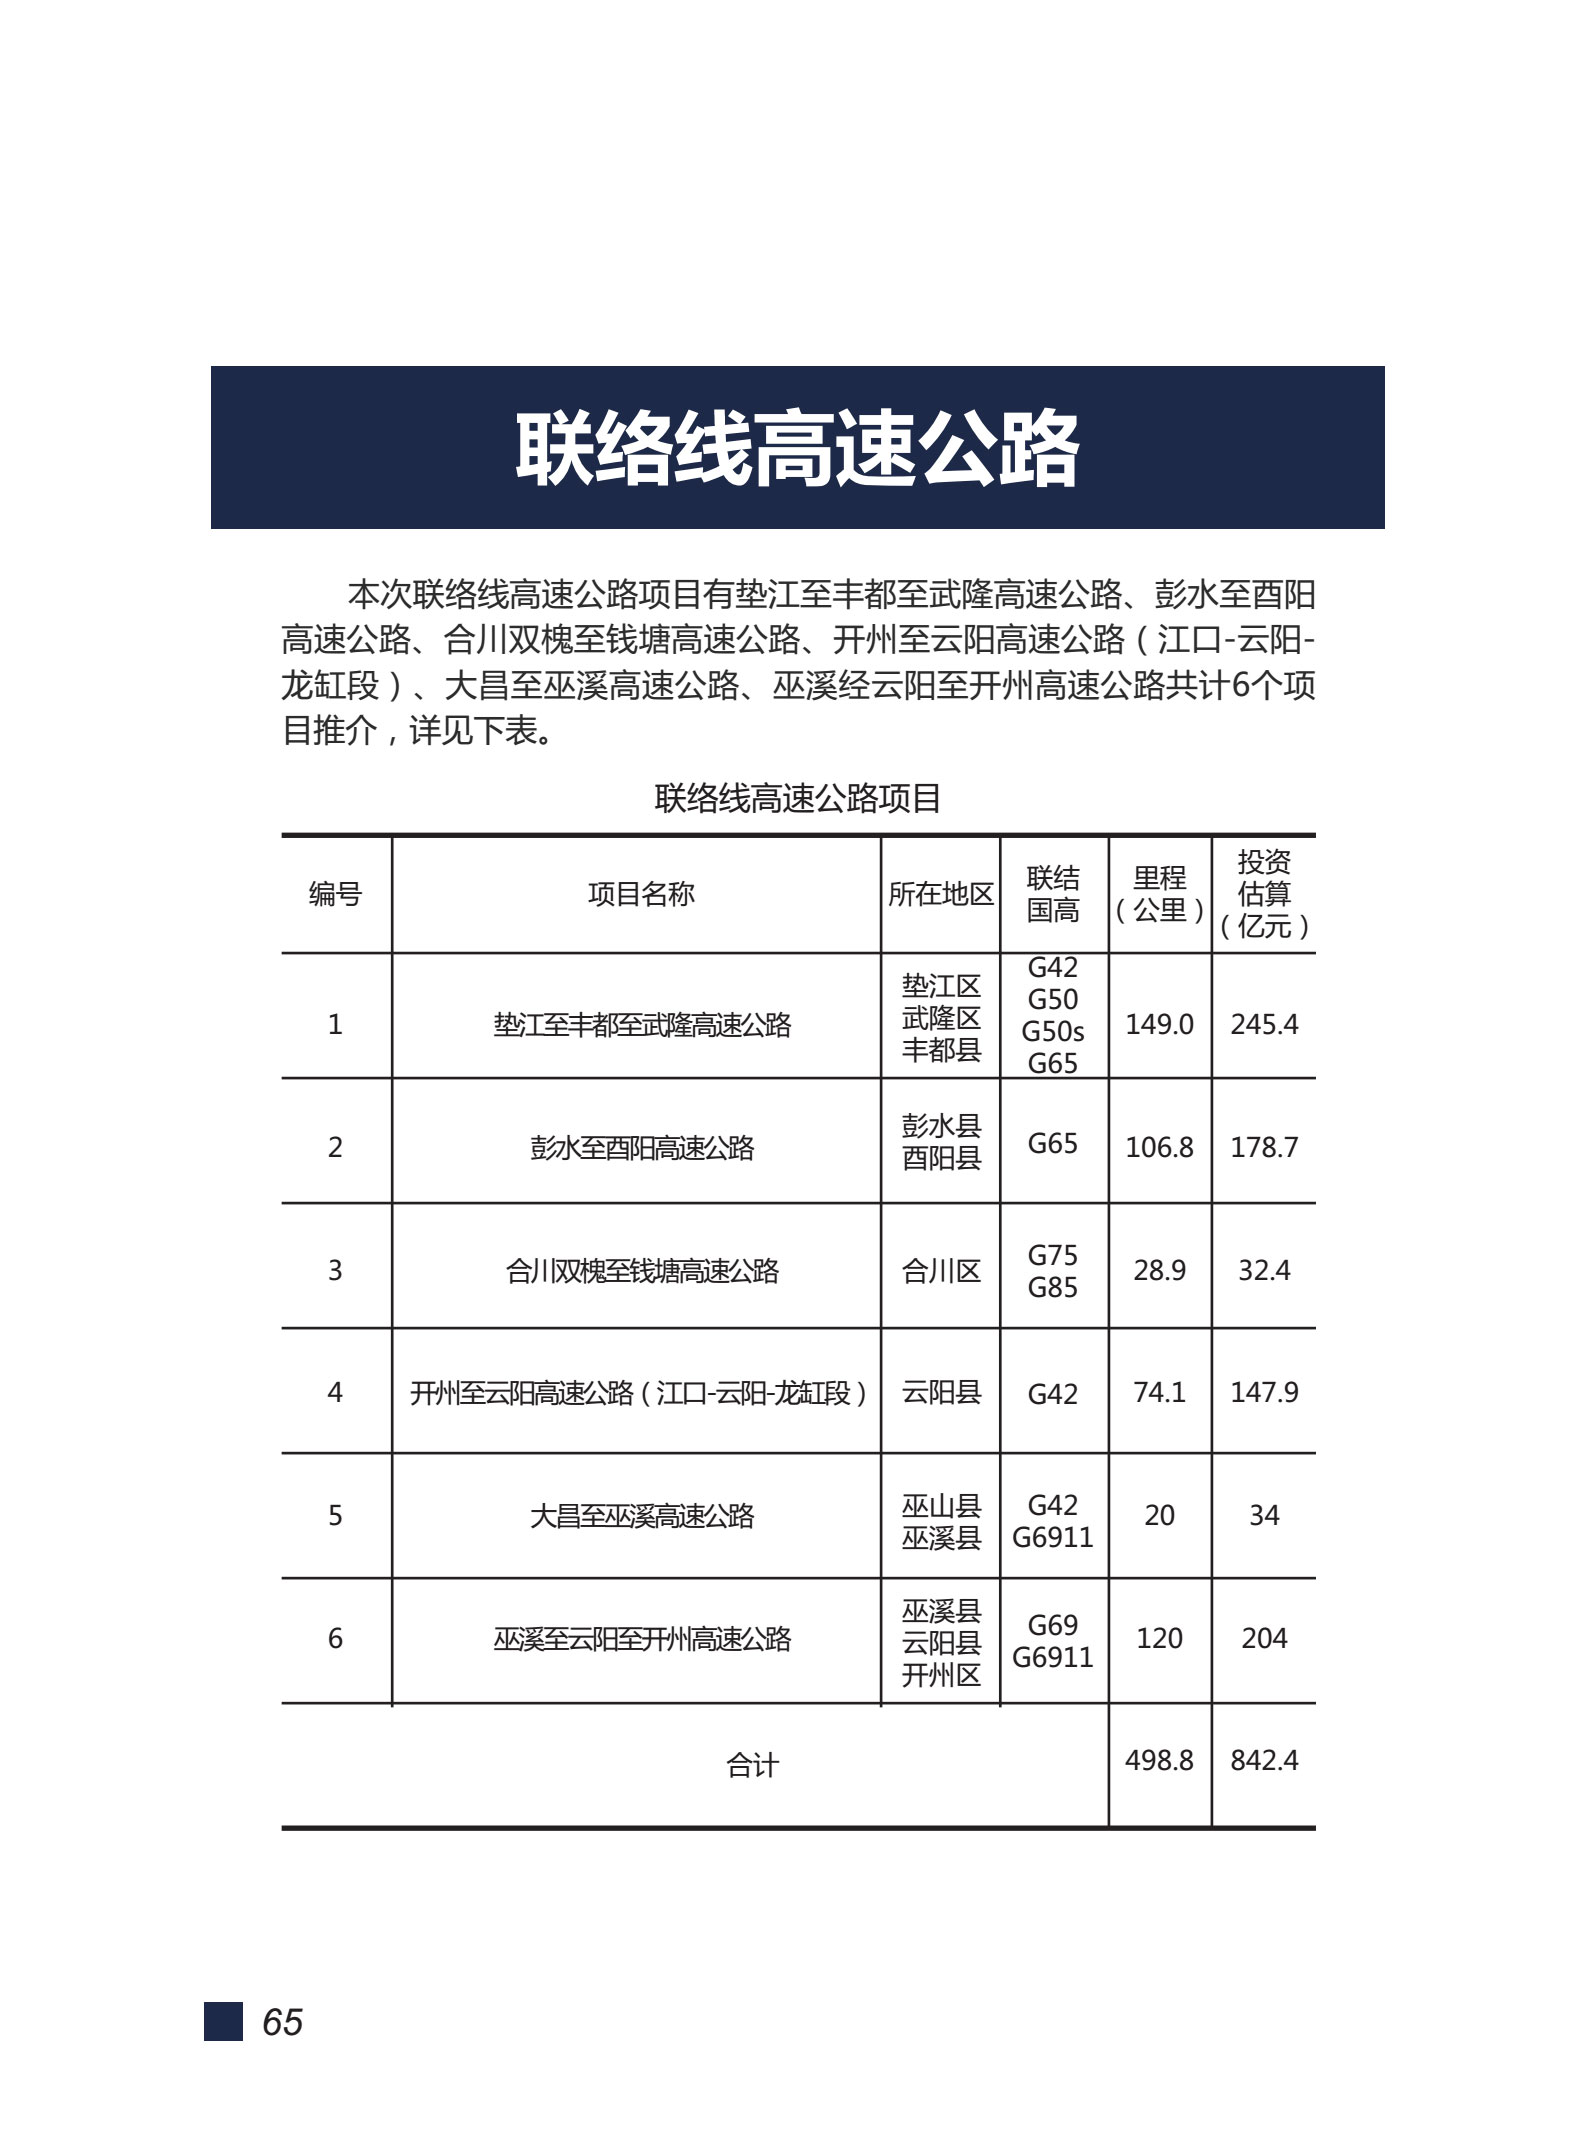 联络线高速公路
本次联络线高速公路项目有垫江至丰都至武隆高速公路、彭水至酉阳
高速公路、合川双槐至钱塘高速公路、开州至云阳高速公路（江口-云阳-
龙缸段）、大昌至巫溪高速公路、巫溪经云阳至开州高速公路共计6个项
目推介，详见下表。
联络线高速公路项目
编号 项目名称 所在地区 联结国高 里程（公里） 投资估算（亿元）
1 垫江至丰都至武隆高速公路 垫江区 武隆区 丰都县 G42 G50 G50s G65 149.0 245.4
2 彭水至酉阳高速公路 彭水县 酉阳县 G65 106.8 178.7
3 合川双槐至钱塘高速公路 合川区 G75 G85 28.9 32.4
4 开州至云阳高速公路（江口-云阳-龙缸段） 云阳县 G42 74.1 147.9
5 大昌至巫溪高速公路 巫山县 巫溪县 G42 G6911 20 34
6 巫溪至云阳至开州高速公路 巫溪县 云阳县 开州区 G69 G6911 120 204
合计 498.8 842.4
65